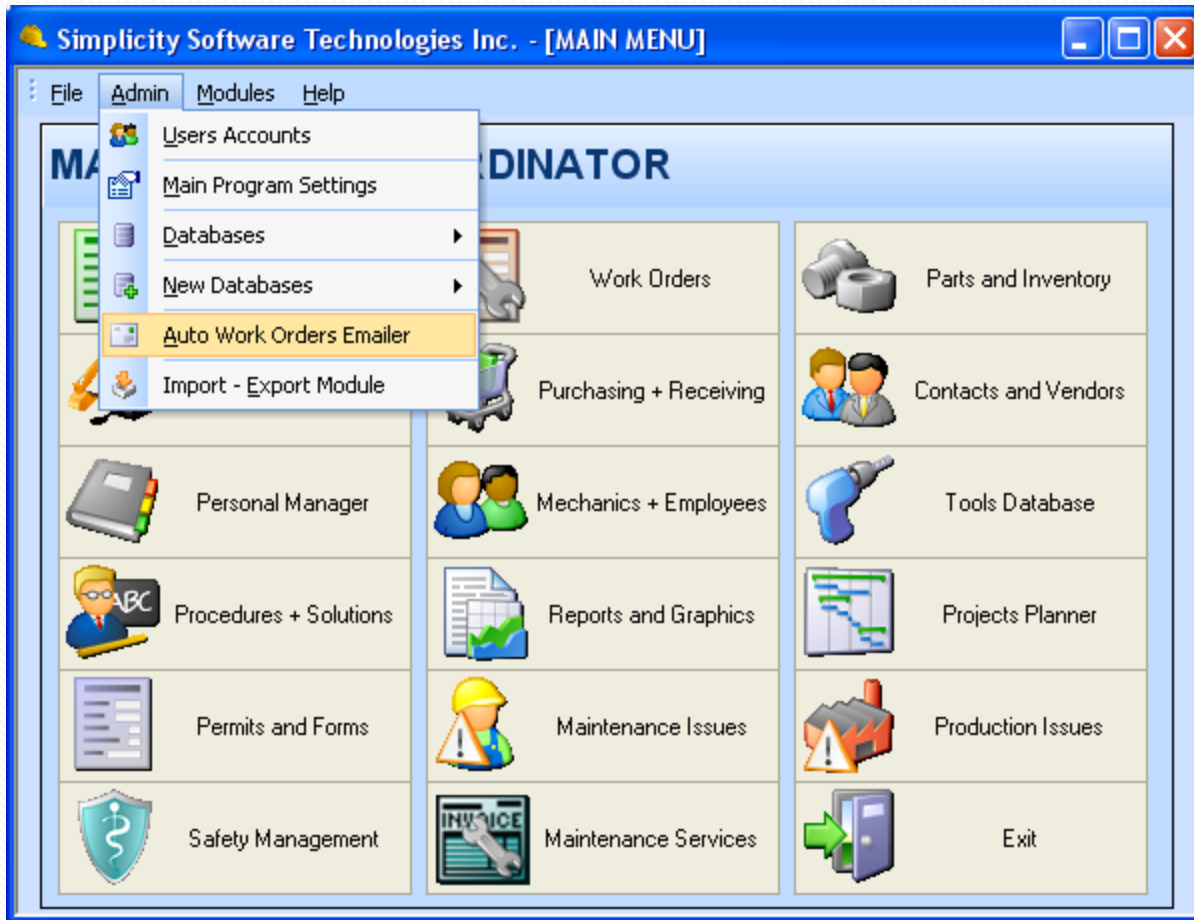 Simplicity Software Technologies Inc. - [MAIN MENU]
File Admin Modules Help
Users Accounts
Main Program Settings
Databases
New Databases
Auto Work Orders Emailer
Import - Export Module
MA
DINATOR
Work Orders
Parts and Inventory
Purchasing + Receiving
Contacts and Vendors
Personal Manager
Mechanics + Employees
Tools Database
ABC
Procedures + Solutions
Reports and Graphics
Projects Planner
Permits and Forms
Maintenance Issues
Production Issues
Safety Management
INVOICE
Maintenance Services
Exit